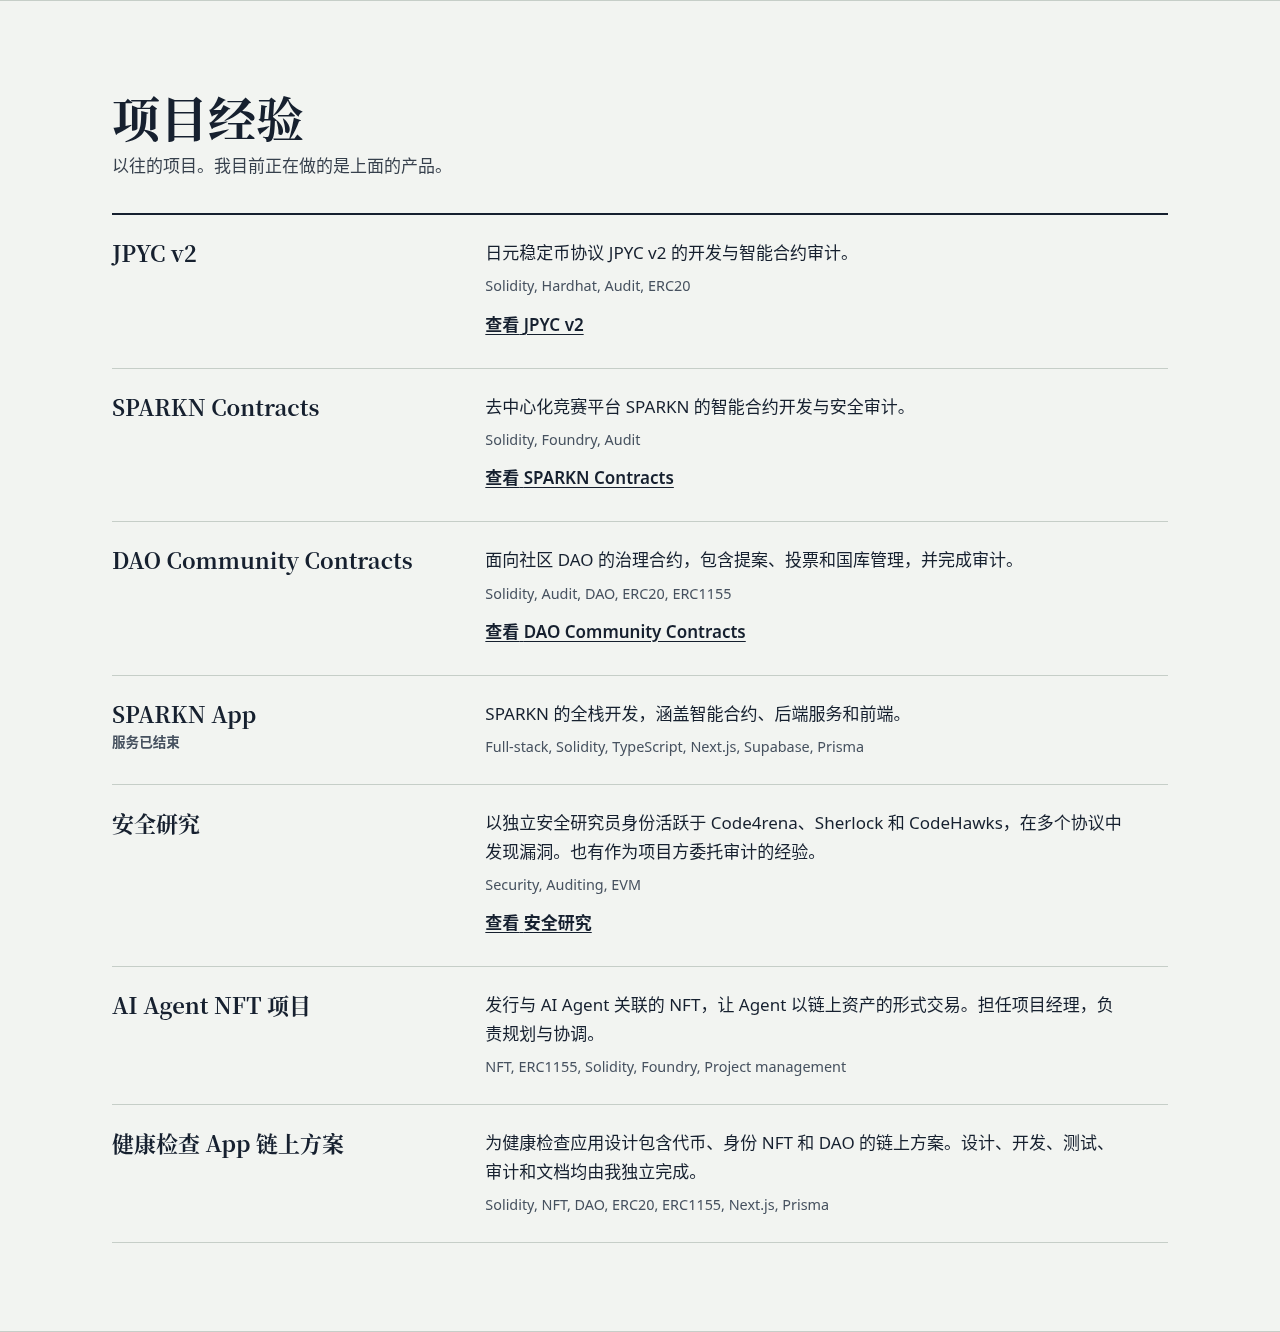 项目经验
以往的项目。我目前正在做的是上面的产品。
JPYC v2
日元稳定币协议 JPYC v2 的开发与智能合约审计。
Solidity, Hardhat, Audit, ERC20
查看 JPYC v2
SPARKN Contracts
去中心化竞赛平台 SPARKN 的智能合约开发与安全审计。
Solidity, Foundry, Audit
查看 SPARKN Contracts
DAO Community Contracts
面向社区 DAO 的治理合约，包含提案、投票和国库管理，并完成审计。
Solidity, Audit, DAO, ERC20, ERC1155
查看 DAO Community Contracts
SPARKN App
服务已结束
SPARKN 的全栈开发，涵盖智能合约、后端服务和前端。
Full-stack, Solidity, TypeScript, Next.js, Supabase, Prisma
安全研究
以独立安全研究员身份活跃于 Code4rena、Sherlock 和 CodeHawks，在多个协议中
发现漏洞。也有作为项目方委托审计的经验。
Security, Auditing, EVM
查看 安全研究
AI Agent NFT 项目
发行与 AI Agent 关联的 NFT，让 Agent 以链上资产的形式交易。担任项目经理，负
责规划与协调。
NFT, ERC1155, Solidity, Foundry, Project management
健康检查 App 链上方案
为健康检查应用设计包含代币、身份 NFT 和 DAO 的链上方案。设计、开发、测试、
审计和文档均由我独立完成。
Solidity, NFT, DAO, ERC20, ERC1155, Next.js, Prisma